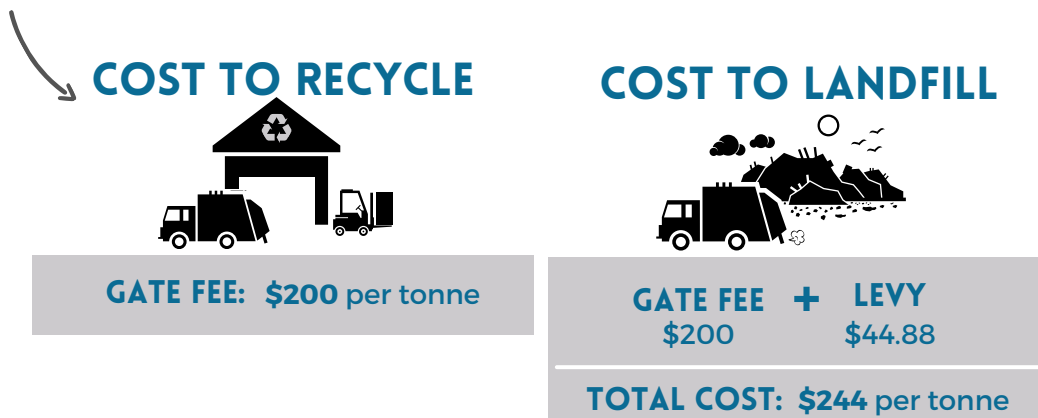 COST TO RECYCLE
GATE FEE: $200 per tonne
COST TO LANDFILL
GATE FEE + LEVY
$200 $44.88
TOTAL COST: $244 per tonne